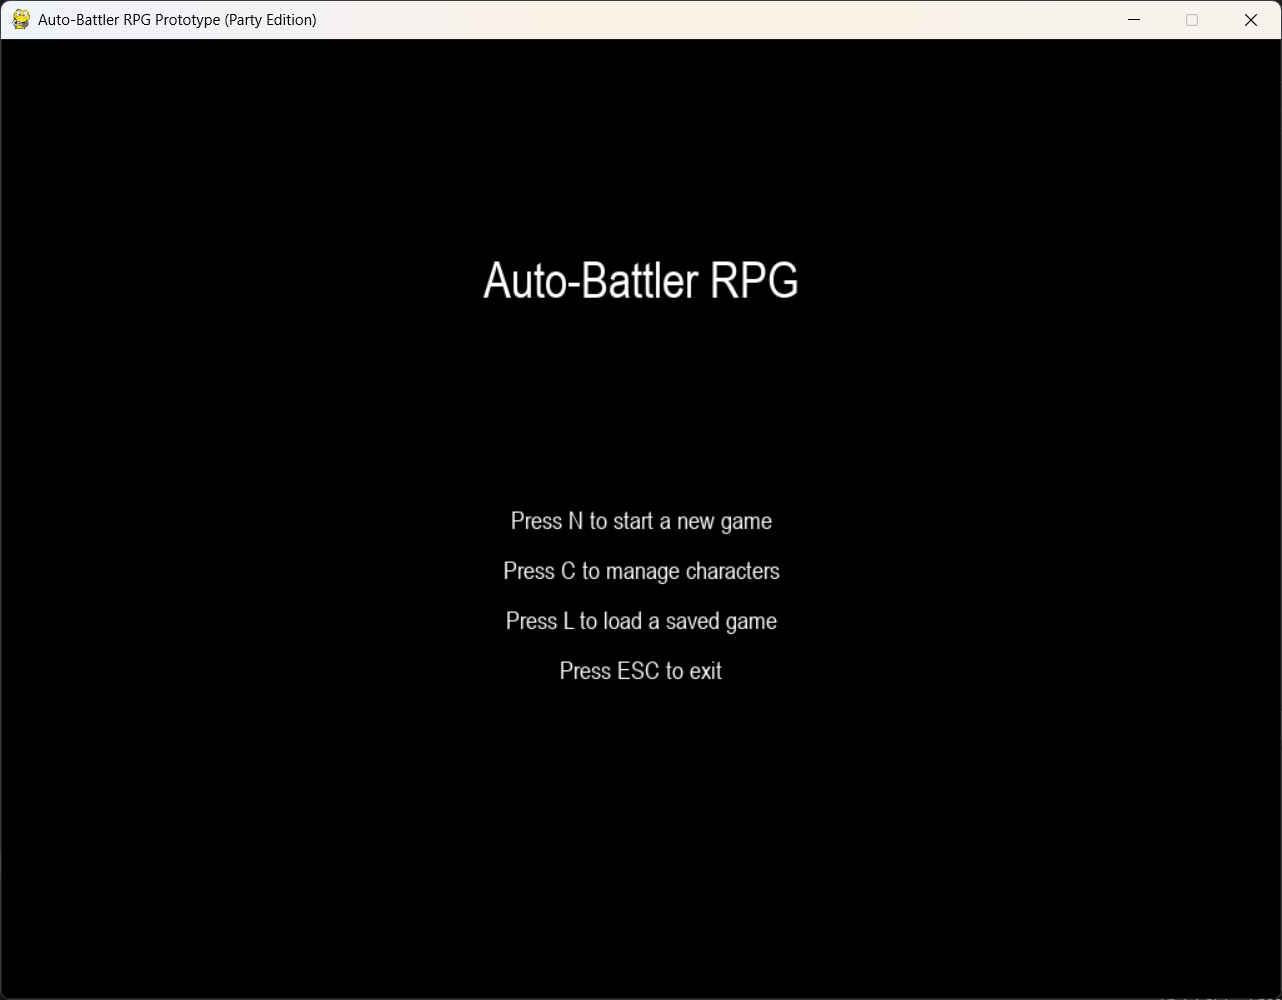 Auto-Battler RPG Prototype (Party Edition)
Auto-Battler RPG
Press N to start a new game
Press C to manage characters
Press L to load a saved game
Press ESC to exit